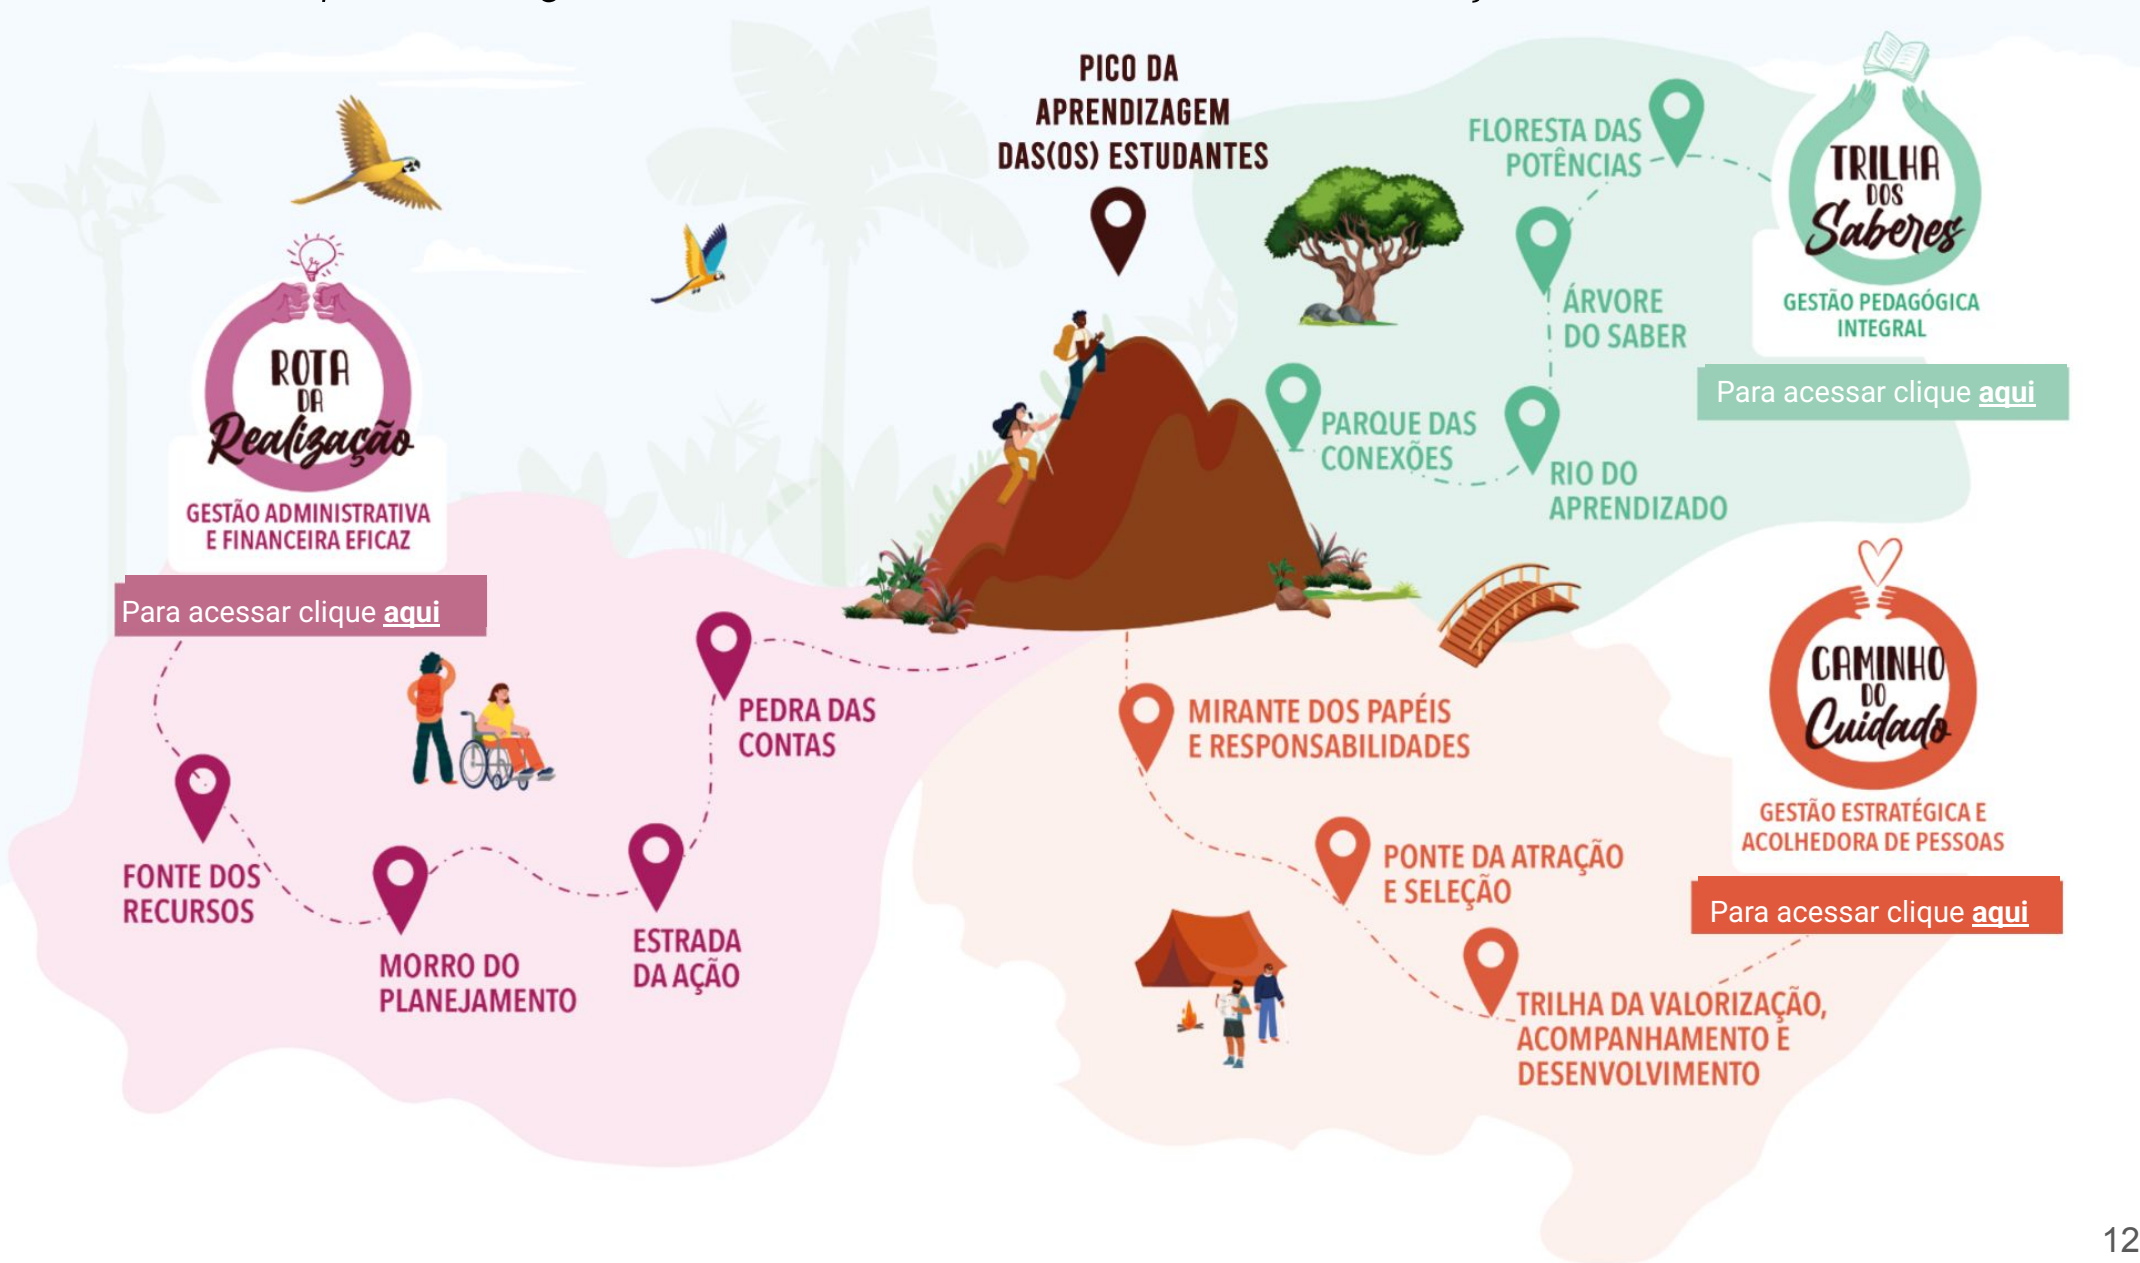 PICO DA
APRENDIZAGEM
DAS(OS) ESTUDANTES
FLORESTA DAS
POTÊNCIAS
ÁRVORE
DO SABER
RIO DO
APRENDIZADO
PARQUE DAS
CONEXÕES
TRILHA
DOS
Saberes
GESTÃO PEDAGÓGICA
INTEGRAL
Para acessar clique aqui
ROTA
DA
Realização
GESTÃO ADMINISTRATIVA
E FINANCEIRA EFICAZ
Para acessar clique aqui
FONTE DOS
RECURSOS
MORRO DO
PLANEJAMENTO
ESTRADA
DA AÇÃO
PEDRA DAS
CONTAS
MIRANTE DOS PAPÉIS
E RESPONSABILIDADES
PONTE DA ATRAÇÃO
E SELEÇÃO
TRILHA DA VALORIZAÇÃO,
ACOMPANHAMENTO E
DESENVOLVIMENTO
CAMINHO
DO
Cuidado
GESTÃO ESTRATÉGICA E
ACOLHEDORA DE PESSOAS
Para acessar clique aqui
12